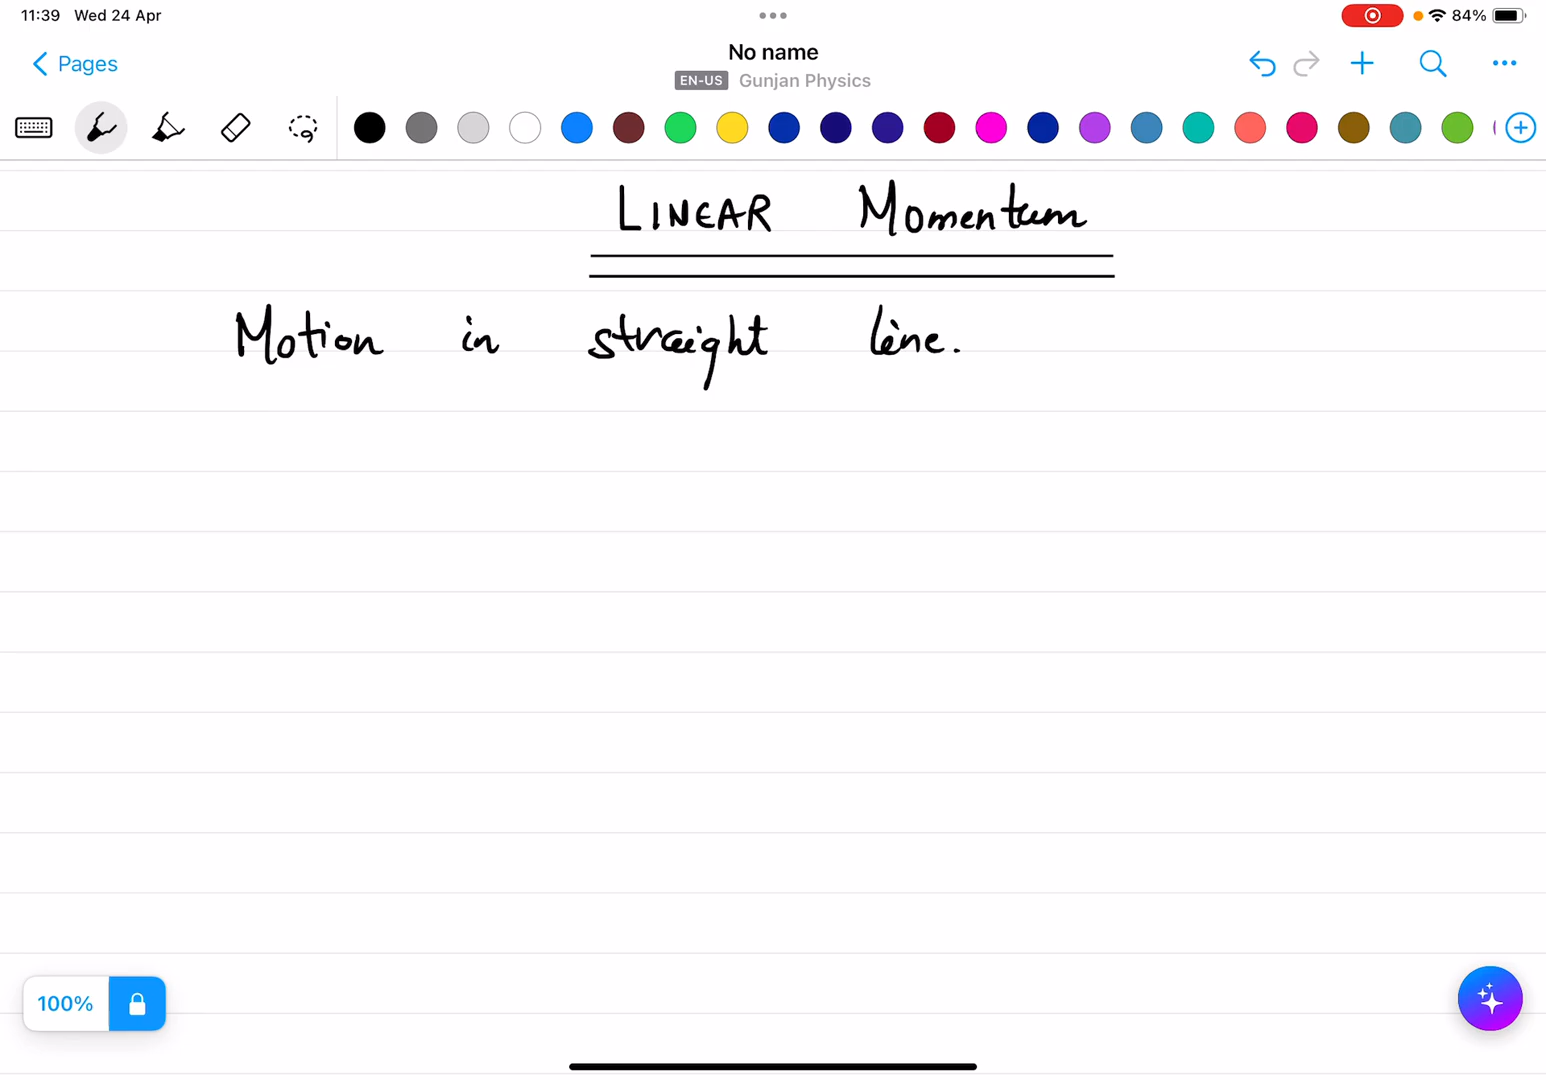 11:39 Wed 24 Apr
84%
Pages
No name
EN-US Gunjan Physics
LINEAR Momentum
Motion in straight line.
100%